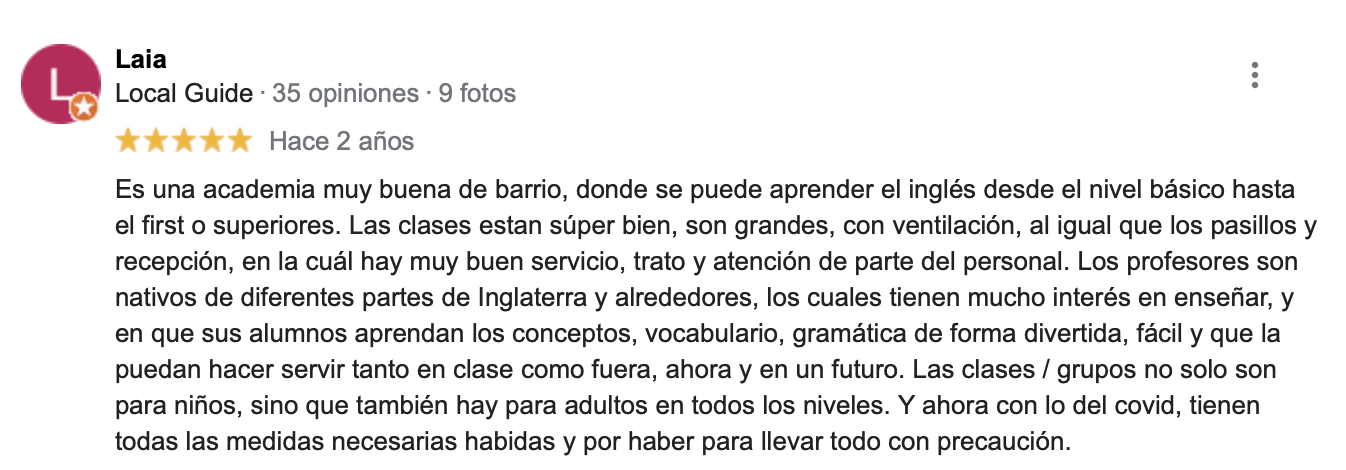 L
Laia
Local Guide · 35 opiniones · 9 fotos
Hace 2 años
Es una academia muy buena de barrio, donde se puede aprender el inglés desde el nivel básico hasta
el first o superiores. Las clases estan súper bien, son grandes, con ventilación, al igual que los pasillos y
recepción, en la cuál hay muy buen servicio, trato y atención de parte del personal. Los profesores son
nativos de diferentes partes de Inglaterra y alrededores, los cuales tienen mucho interés en enseñar, y
en que sus alumnos aprendan los conceptos, vocabulario, gramática de forma divertida, fácil y que la
puedan hacer servir tanto en clase como fuera, ahora y en un futuro. Las clases / grupos no solo son
para niños, sino que también hay para adultos en todos los niveles. Y ahora con lo del covid, tienen
todas las medidas necesarias habidas y por haber para llevar todo con precaución.